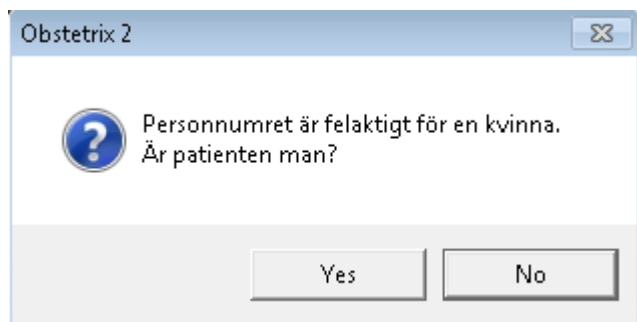 Obstetrix 2
Personnumret är felaktigt för en kvinna.
Är patienten man?
Yes
No